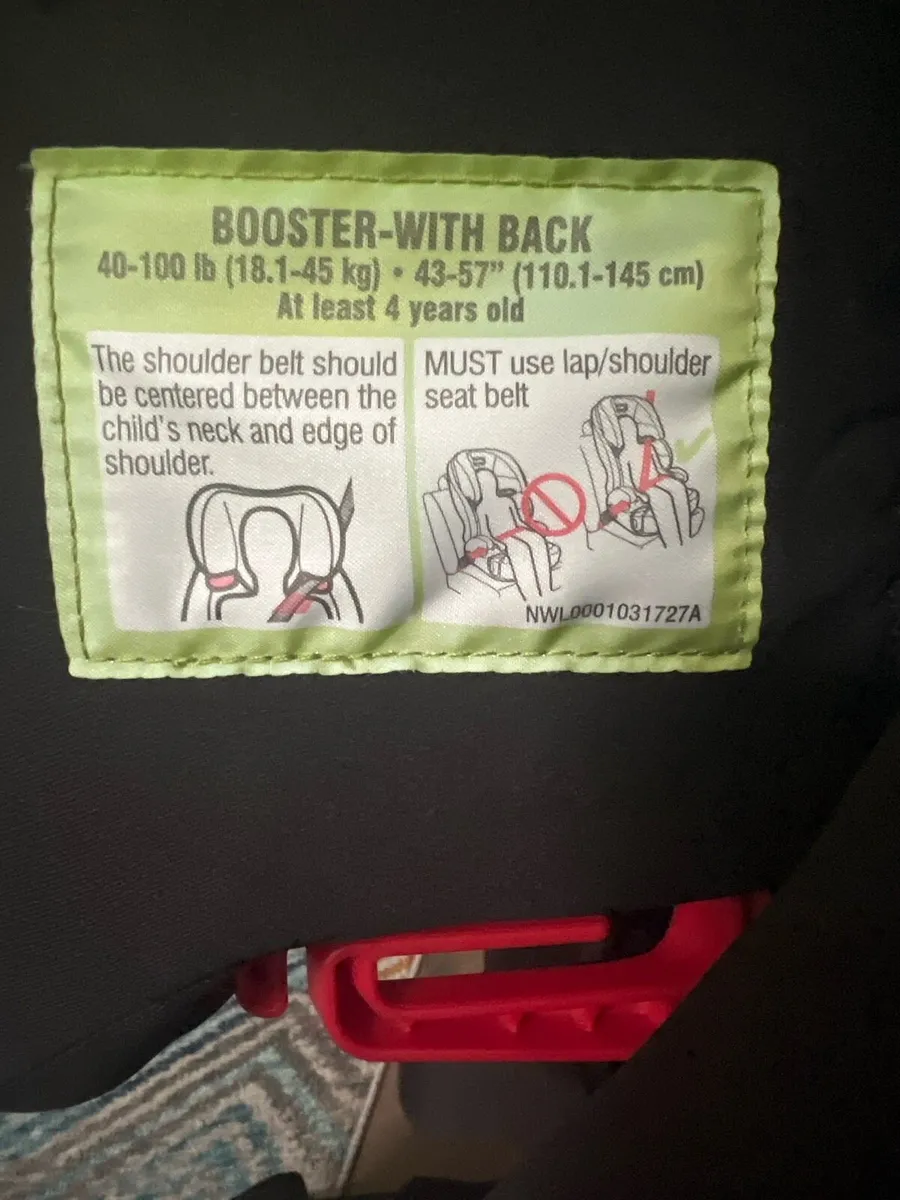 BOOSTER-WITH BACK
40-100 lb (18.1-45 kg) • 43-57” (110.1-145 cm)
At least 4 years old
The shoulder belt should
be centered between the
child's neck and edge of
shoulder.
MUST use lap/shoulder
seat belt
NWL0001031727A